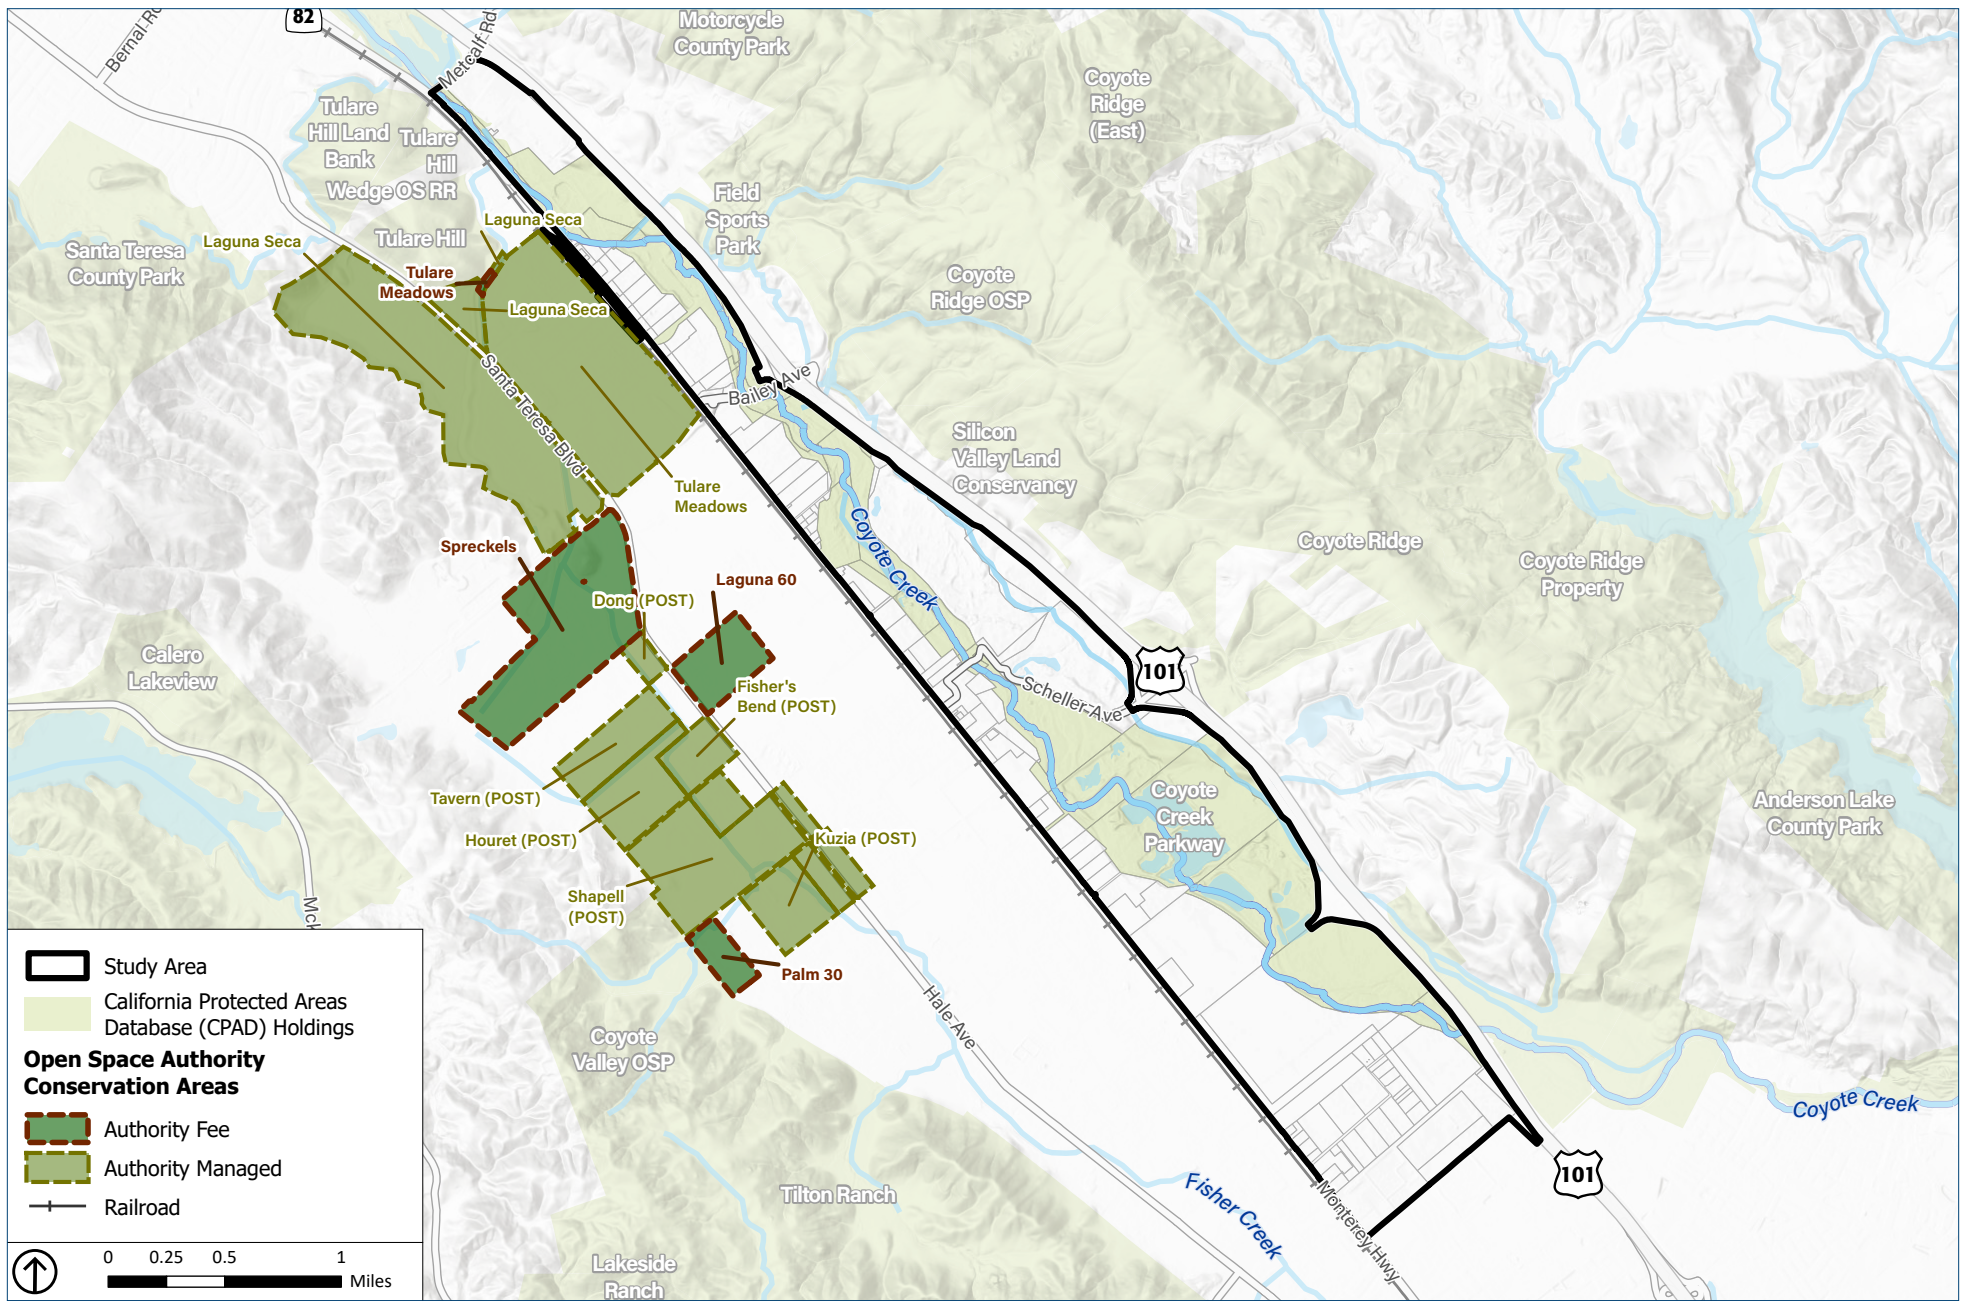 82
Bernal Rd
Metcalf Rd
Motorcycle
County Park
Coyote
Ridge
(East)
Tulare
Hill Land
Bank
Tulare
Hill
Wedge OS RR
Field
Sports
Park
Laguna Seca
Laguna Seca
Tulare Hill
Santa Teresa
County Park
Tulare
Meadows
Laguna Seca
Coyote
Ridge OSP
Santa Teresa Blvd
Bailey Ave
Silicon
Valley Land
Conservancy
Tulare
Meadows
Coyote Creek
Coyote Ridge
Coyote Ridge
Property
Spreckels
Laguna 60
Dong (POST)
Calero
Lakeview
101
Scheller Ave
Fisher's
Bend (POST)
Tavern (POST)
Houret (POST)
Kuzia (POST)
Coyote
Creek
Parkway
Anderson Lake
County Park
Shapell
(POST)
Palm 30
Hale Ave
Coyote
Valley OSP
Coyote Creek
101
Tilton Ranch
Fisher Creek
Monterey Hwy
Lakeside
Ranch
Study Area
California Protected Areas
Database (CPAD) Holdings
Open Space Authority
Conservation Areas
Authority Fee
Authority Managed
Railroad
0 0.25 0.5 1
Miles